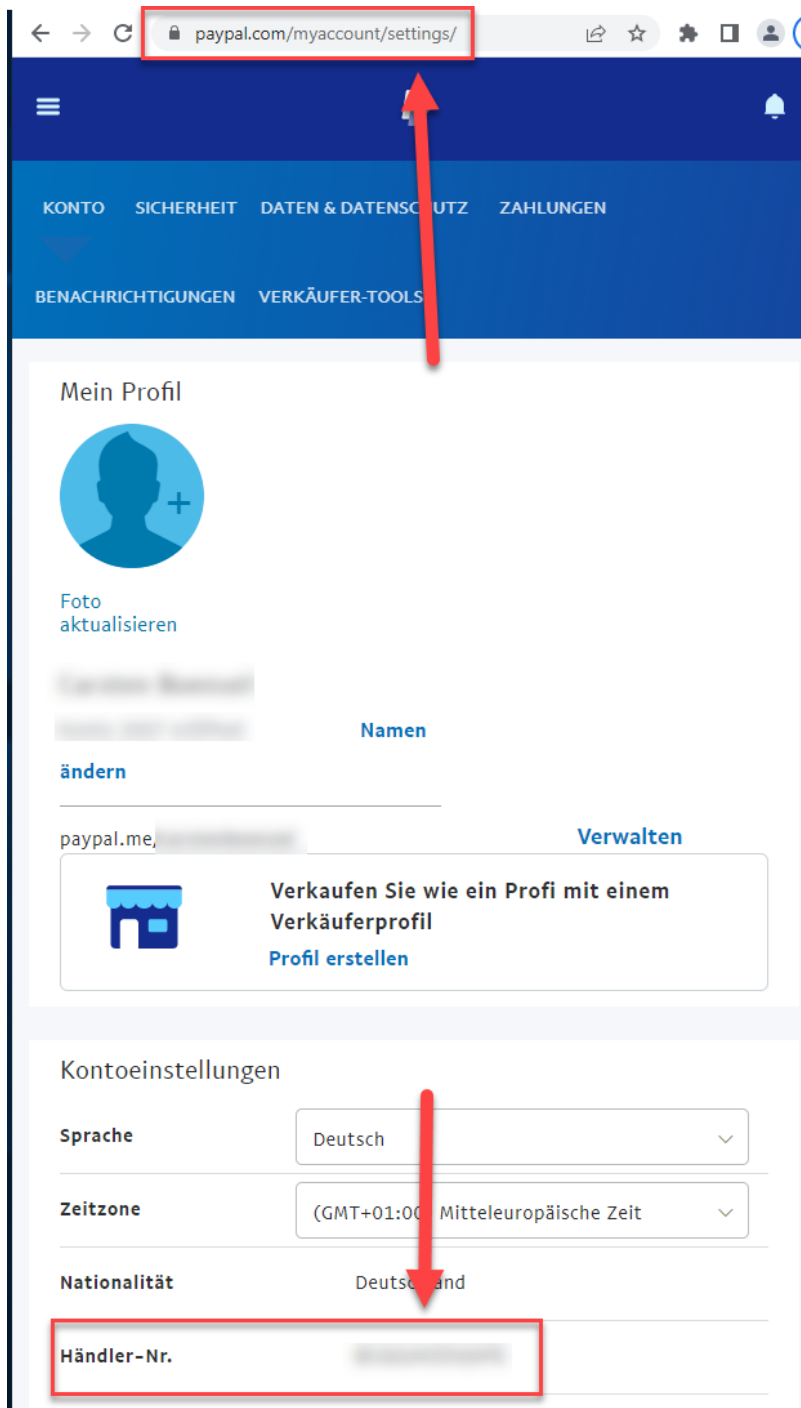 paypal.com/myaccount/settings/
KONTO SICHERHEIT DATEN & DATENSCHUTZ ZAHLUNGEN
BENACHRICHTIGUNGEN VERKÄUFER-TOOLS
Mein Profil
Foto
aktualisieren
Namen
ändern
paypal.me/
Verwalten
Verkaufen Sie wie ein Profi mit einem
Verkäuferprofil
Profil erstellen
Kontoeinstellungen
Sprache Deutsch
Zeitzone (GMT+01:00) Mitteleuropäische Zeit
Nationalität Deutschland
Händler-Nr.